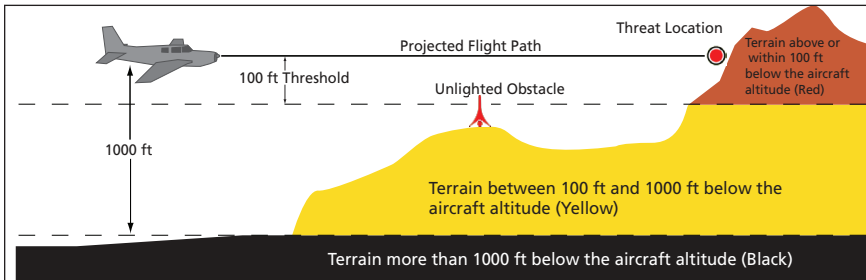 Threat Location
Projected Flight Path
Terrain above or
within 100 ft
below the aircraft
altitude (Red)
100 ft Threshold
Unlighted Obstacle
1000 ft
Terrain between 100 ft and 1000 ft below the
aircraft altitude (Yellow)
Terrain more than 1000 ft below the aircraft altitude (Black)